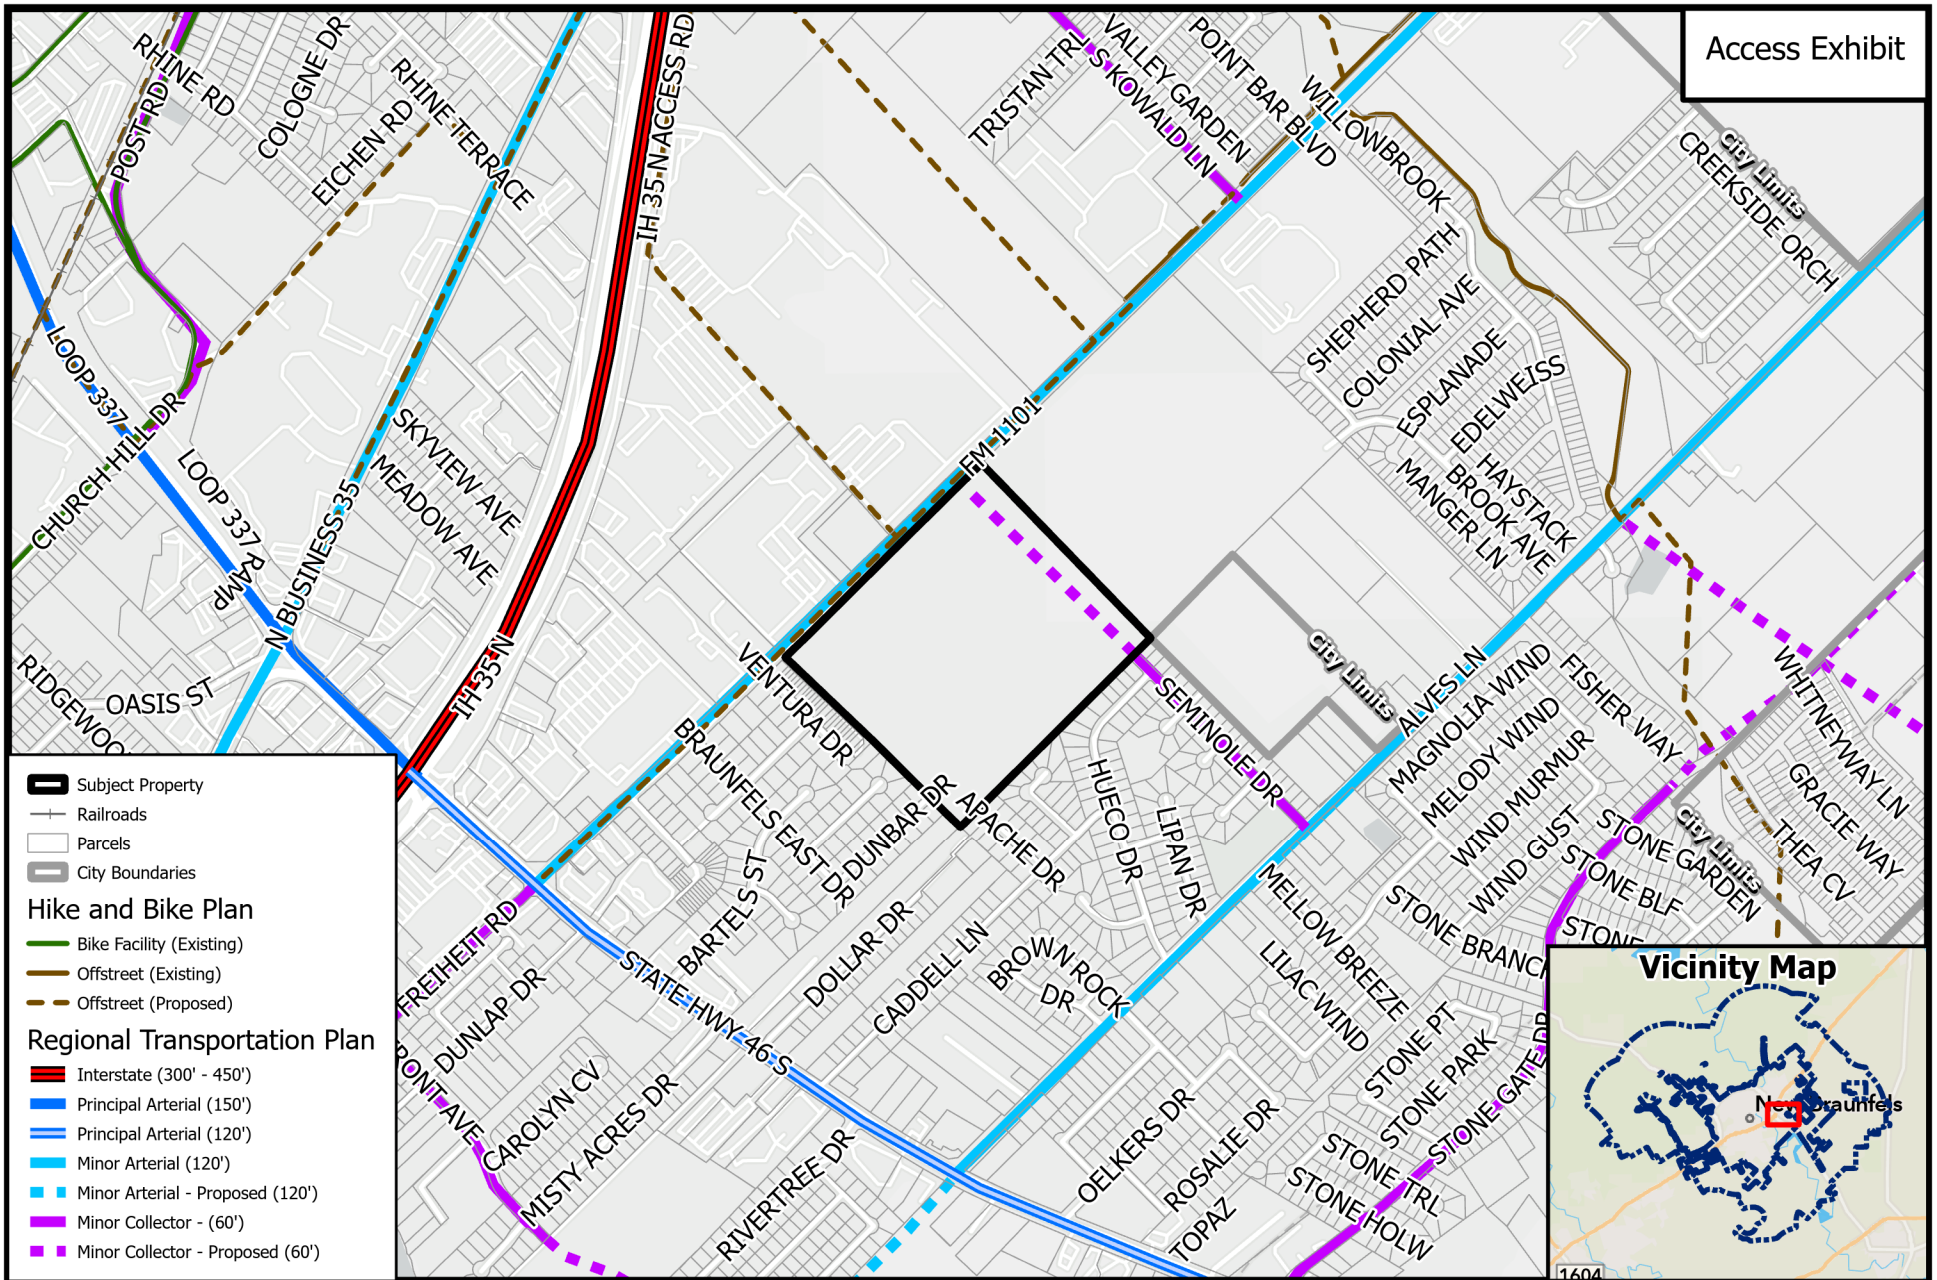 Access Exhibit
RHINE RD
COLOGNE DR
RHINE TERRACE
EICHEN RD
POST RD
IH 35 N ACCESS RD
TRISTAN TRL
S KOWALD LN
VALLEY GARDEN
POINT BAR BLVD
WILLOWBROOK
City Limits
CREEKSIDE ORCH
SHEPHERD PATH
COLONIAL AVE
ESPLANADE
EDELWEISS
HAYSTACK
BROOK AVE
MANGER LN
LOOP 337
LOOP 337
RAMP
CHURCH HILL DR
N BUSINESS 35
SKYVIEW AVE
MEADOW AVE
FM 1101
IH 35 N
OASIS ST
VENTURA DR
BRAUNFELS EAST DR
DUNBAR DR
APACHE DR
HUECO DR
LIPAN DR
SEMINOLE DR
City Limits
ALVES LN
MAGNOLIA WIND
MELODY WIND
WIND MURMUR
WIND GUST
FISHER WAY
WHITNEYWAY LN
GRACIE WAY
THEA CV
City Limits
STONE GARDEN
STONE BLF
STONE
STONE BRANCH
MELLOW BREEZE
LILAC WIND
BARTELS ST
DOLLAR DR
CADDELL LN
BROWN ROCK
DR
FREIHEIT RD
DUNLAP DR
STATE HWY 46 S
CAROLYN CV
MISTY ACRES DR
RIVERTREE DR
OELKERS DR
ROSALIE DR
TOPAZ
STONE PT
STONE PARK
STONE GATE DR
STONE TRL
STONE HOLW
Subject Property
Railroads
Parcels
City Boundaries
Hike and Bike Plan
Bike Facility (Existing)
Offstreet (Existing)
Offstreet (Proposed)
Regional Transportation Plan
Interstate (300' - 450')
Principal Arterial (150')
Principal Arterial (120')
Minor Arterial (120')
Minor Arterial - Proposed (120')
Minor Collector - (60')
Minor Collector - Proposed (60')
Vicinity Map
New Braunfels
1604